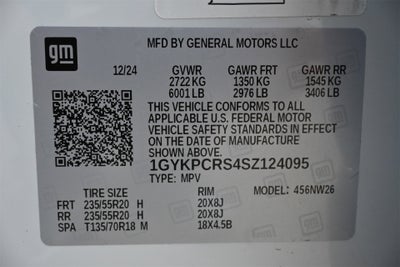 gm
MFD BY GENERAL MOTORS LLC
12/24 GVWR GAWR FRT GAWR RR
2722 KG 1350 KG 1545 KG
6001 LB 2976 LB 3406 LB
THIS VEHICLE CONFORMS TO ALL
APPLICABLE U.S. FEDERAL MOTOR
VEHICLE SAFETY STANDARDS IN EFFECT
ON THE DATE OF MANUFACTURE
SHOWN ABOVE.
1GYKPCRS4SZ124095
TYPE: MPV
TIRE SIZE RIM MODEL: 456NW26
FRT 235/55R20 H 20X8J
RR 235/55R20 H 20X8J
SPA T135/70R18 M 18X4.5B